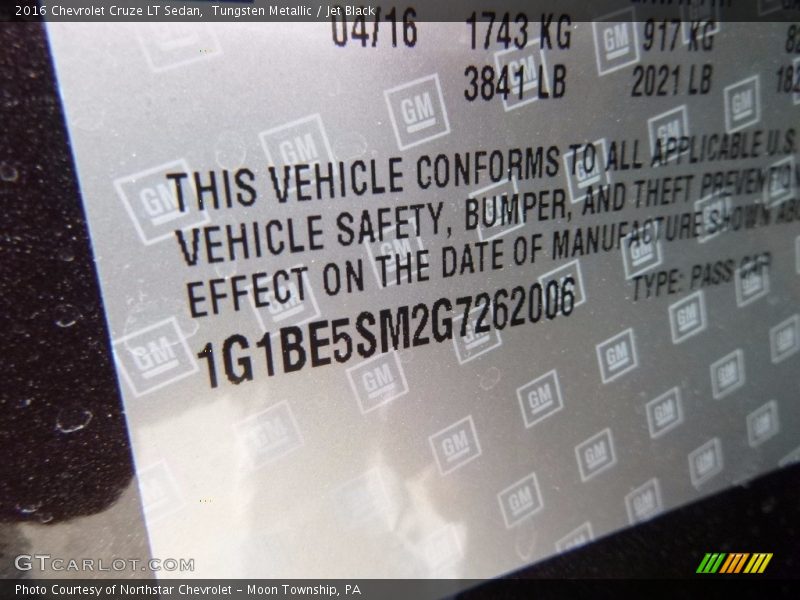 2016 Chevrolet Cruze LT Sedan, Tungsten Metallic / Jet Black
04/16 1743 KG 917 KG
3841 LB 2021 LB
THIS VEHICLE CONFORMS TO ALL APPLICABLE U.S.
VEHICLE SAFETY, BUMPER, AND THEFT PREVENTION
EFFECT ON THE DATE OF MANUFACTURE SHOWN
TYPE: PASS CAR
1G1BE5SM2G7262006
GM
GTCARLOT.COM
Photo Courtesy of Northstar Chevrolet - Moon Township, PA